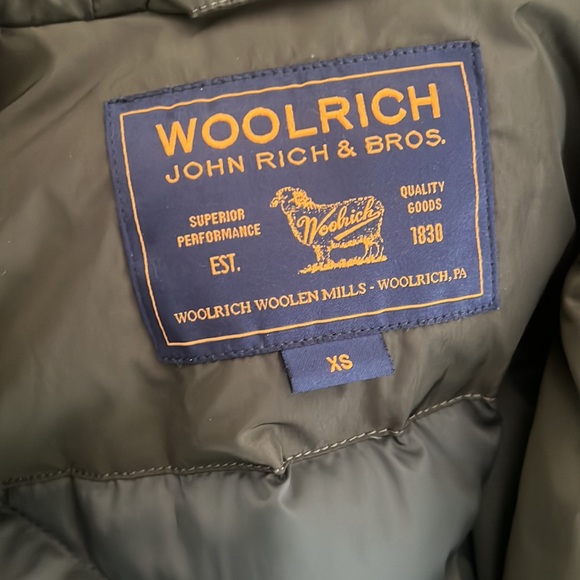 WOOLRICH
JOHN RICH & BROS.
SUPERIOR
PERFORMANCE
EST.
Woolrich
QUALITY
GOODS
1830
WOOLRICH WOOLEN MILLS - WOOLRICH, PA
XS